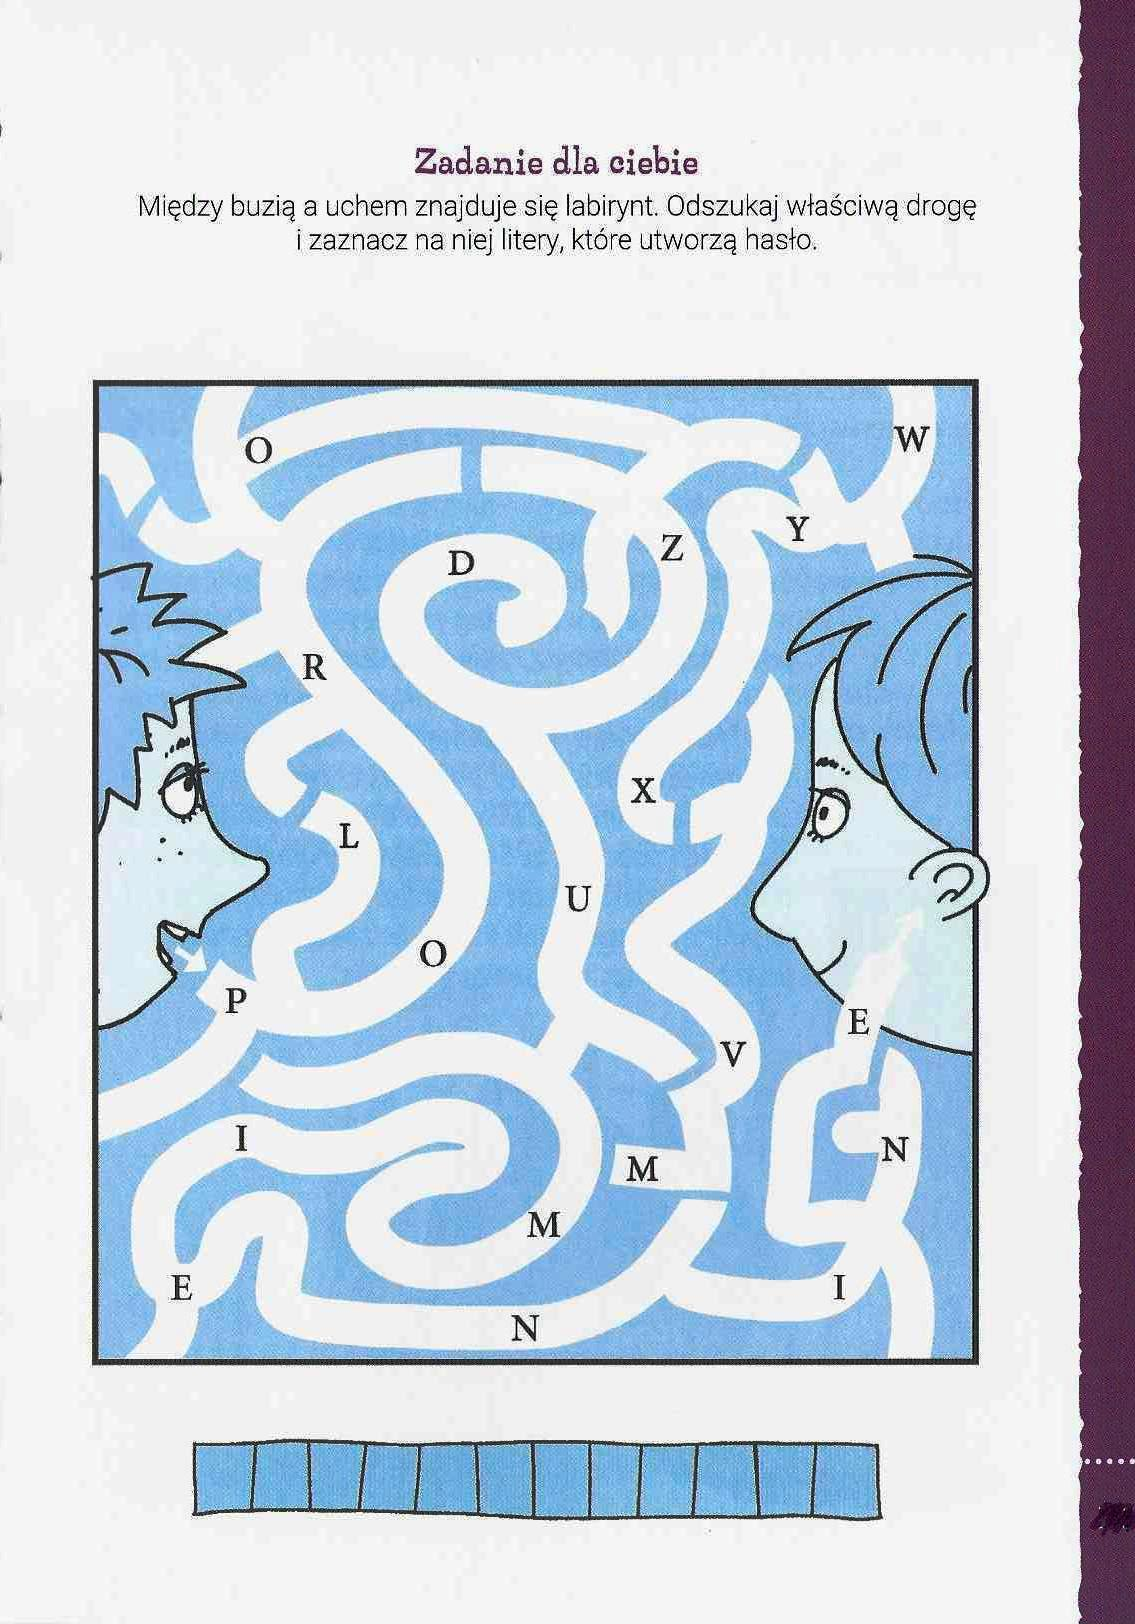 Zadanie dla ciebie
Między buzią a uchem znajduje się labirynt. Odszukaj właściwą drogę
i zaznacz na niej litery, które utworzą hasło.
O
W
Y
D
Z
R
X
L
U
O
P
E
V
I
N
M
M
E
I
N